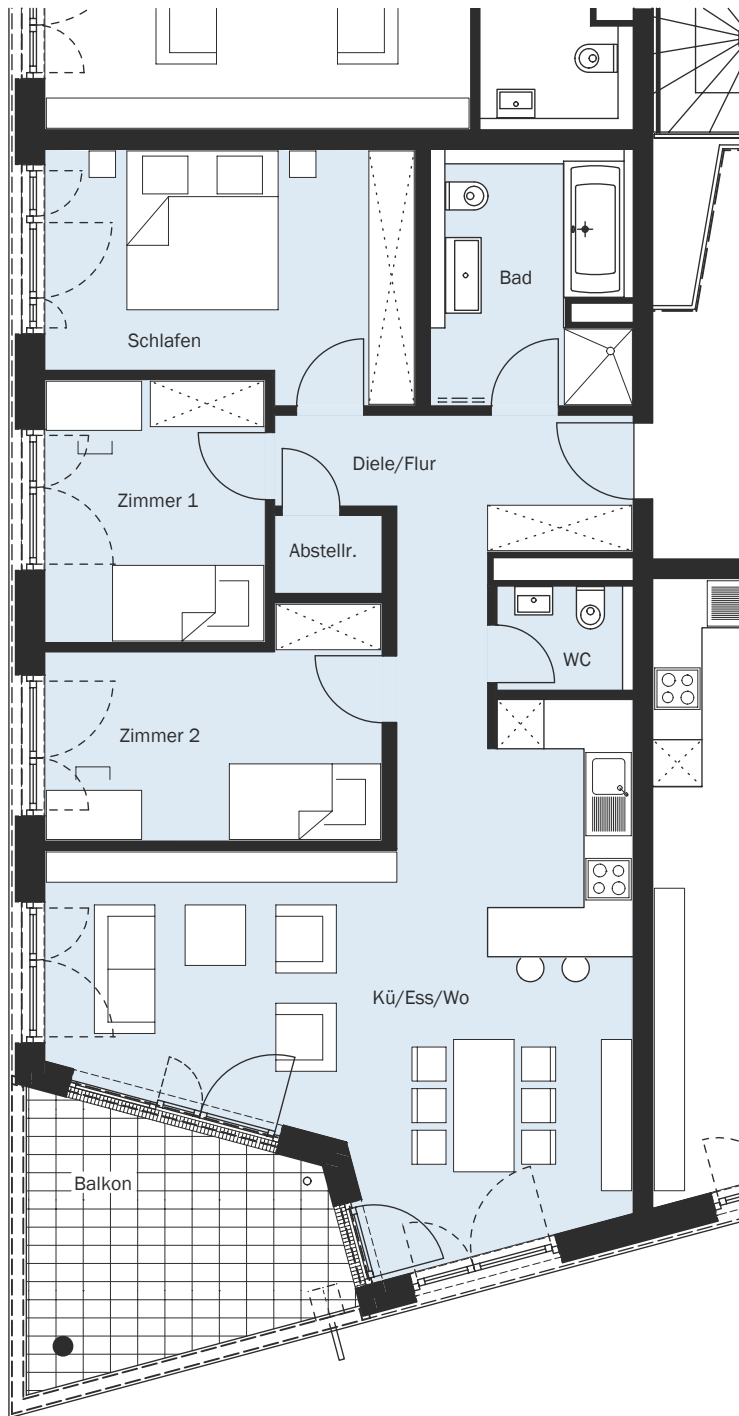 Bad
Schlafen
Diele/Flur
Zimmer 1
Abstellr.
WC
Zimmer 2
Kü/Ess/Wo
Balkon